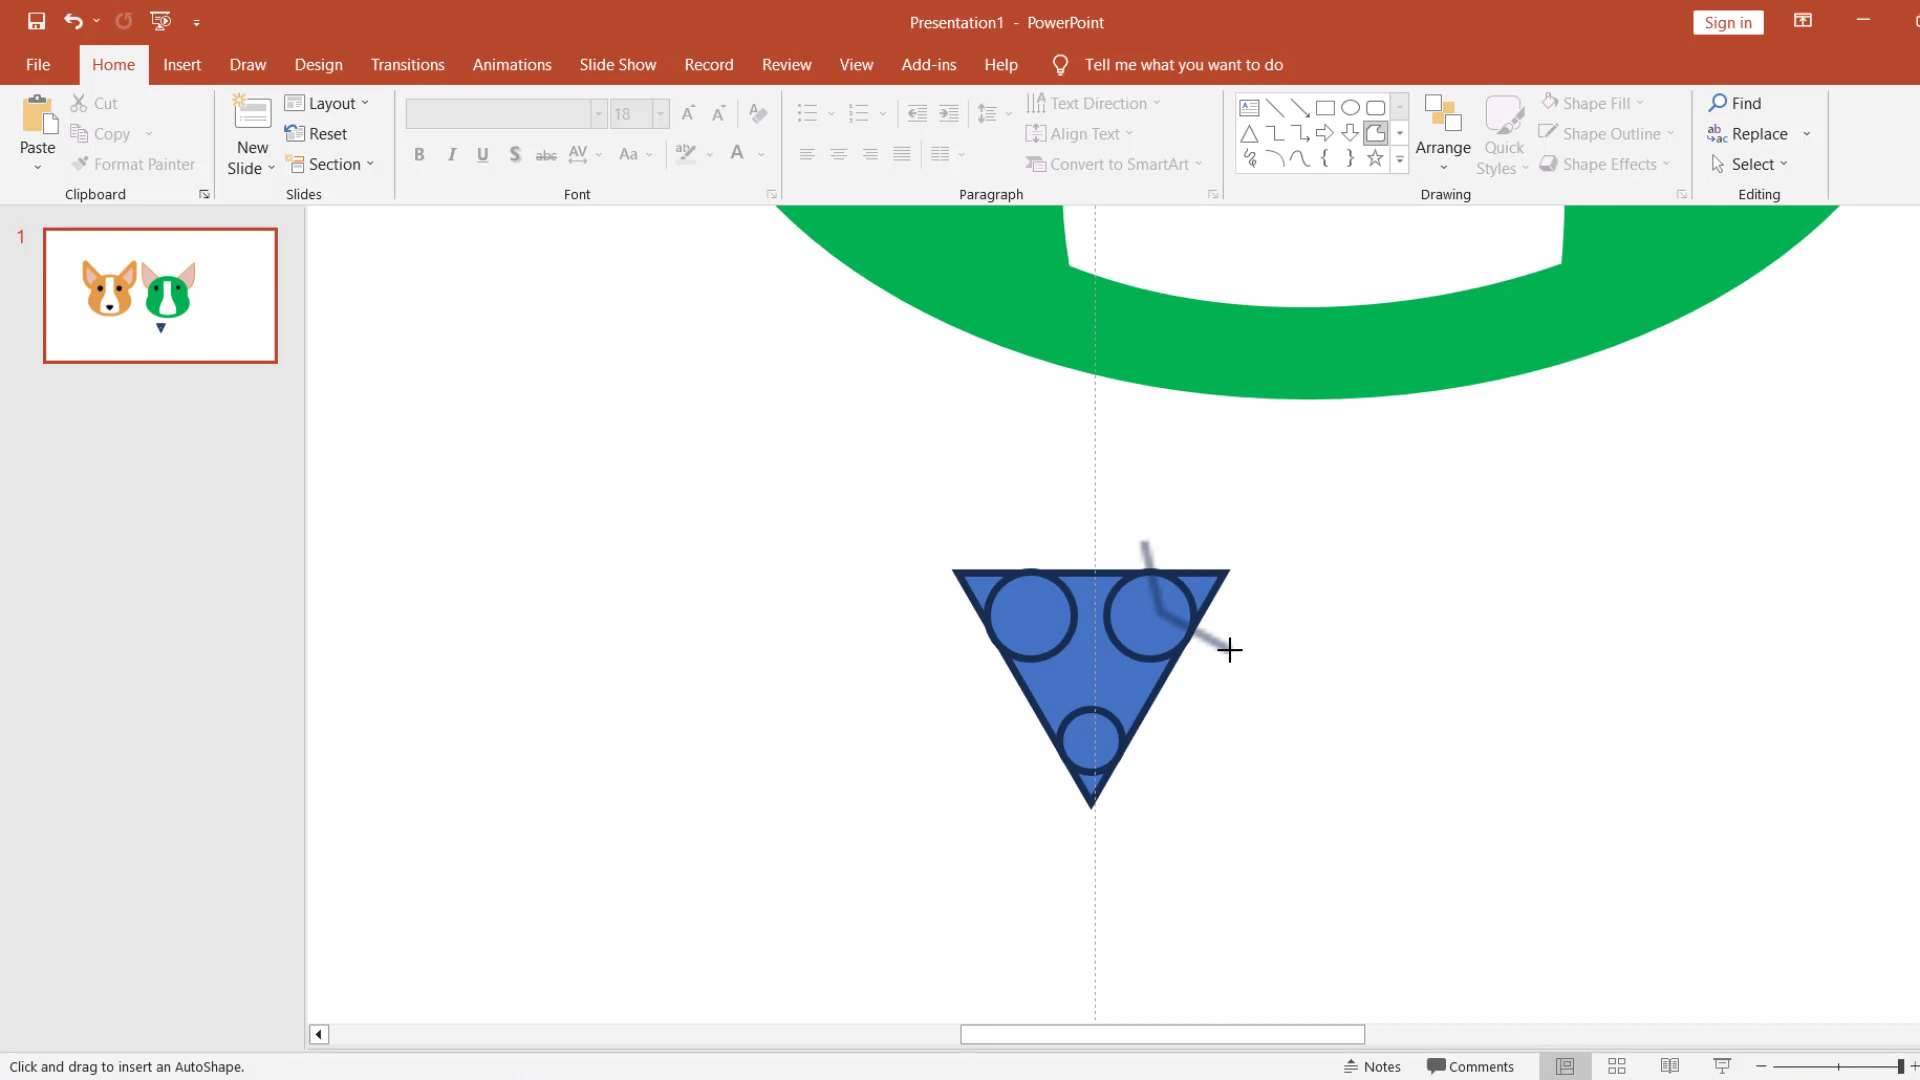 Presentation1 - PowerPoint
Sign in
File Home Insert Draw Design Transitions Animations Slide Show Record Review View Add-ins Help Tell me what you want to do
Paste
Cut
Copy
Format Painter
Clipboard
New
Slide
Layout
Reset
Section
Slides
18
B I U S abc AV Aa A
Font
Text Direction
Align Text
Convert to SmartArt
Paragraph
Arrange
Quick
Styles
Shape Fill
Shape Outline
Shape Effects
Drawing
Find
Replace
Select
Editing
1
Click and drag to insert an AutoShape.
Notes
Comments